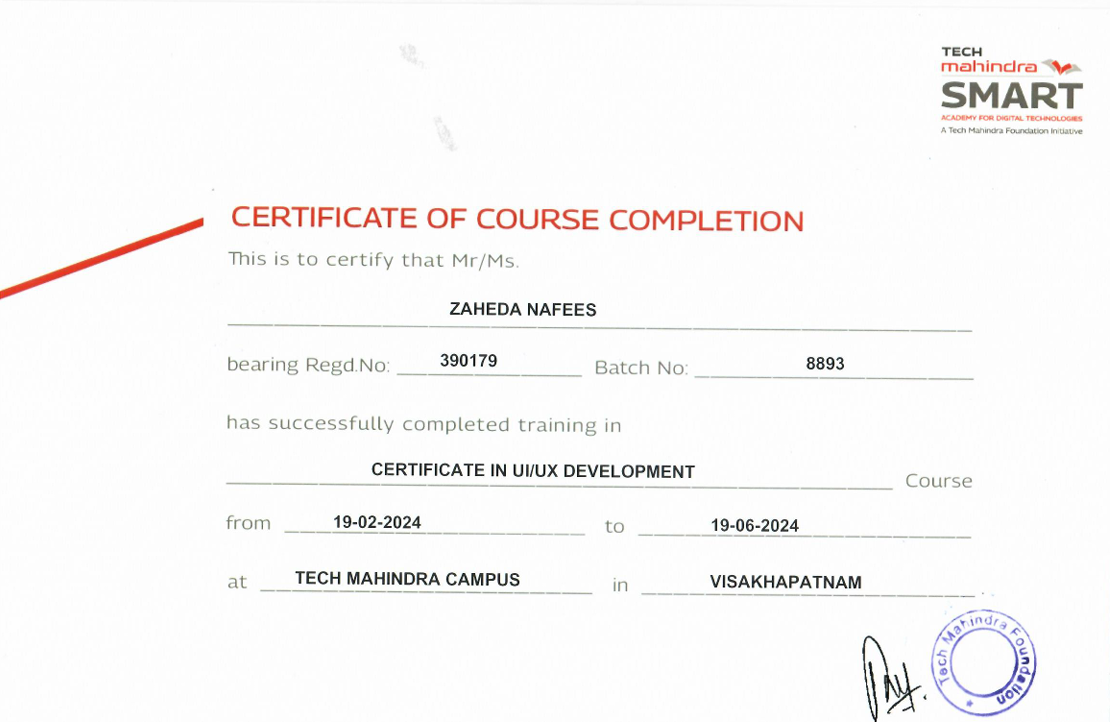 TECH
mahindra
SMART
ACADEMY FOR DIGITAL TECHNOLOGIES
A Tech Mahindra Foundation Initiative
CERTIFICATE OF COURSE COMPLETION
This is to certify that Mr/Ms.
ZAHEDA NAFEES
bearing Regd.No: 390179 Batch No: 8893
has successfully completed training in
CERTIFICATE IN UI/UX DEVELOPMENT Course
from 19-02-2024 to 19-06-2024
at TECH MAHINDRA CAMPUS in VISAKHAPATNAM
Tech Mahindra Foundation